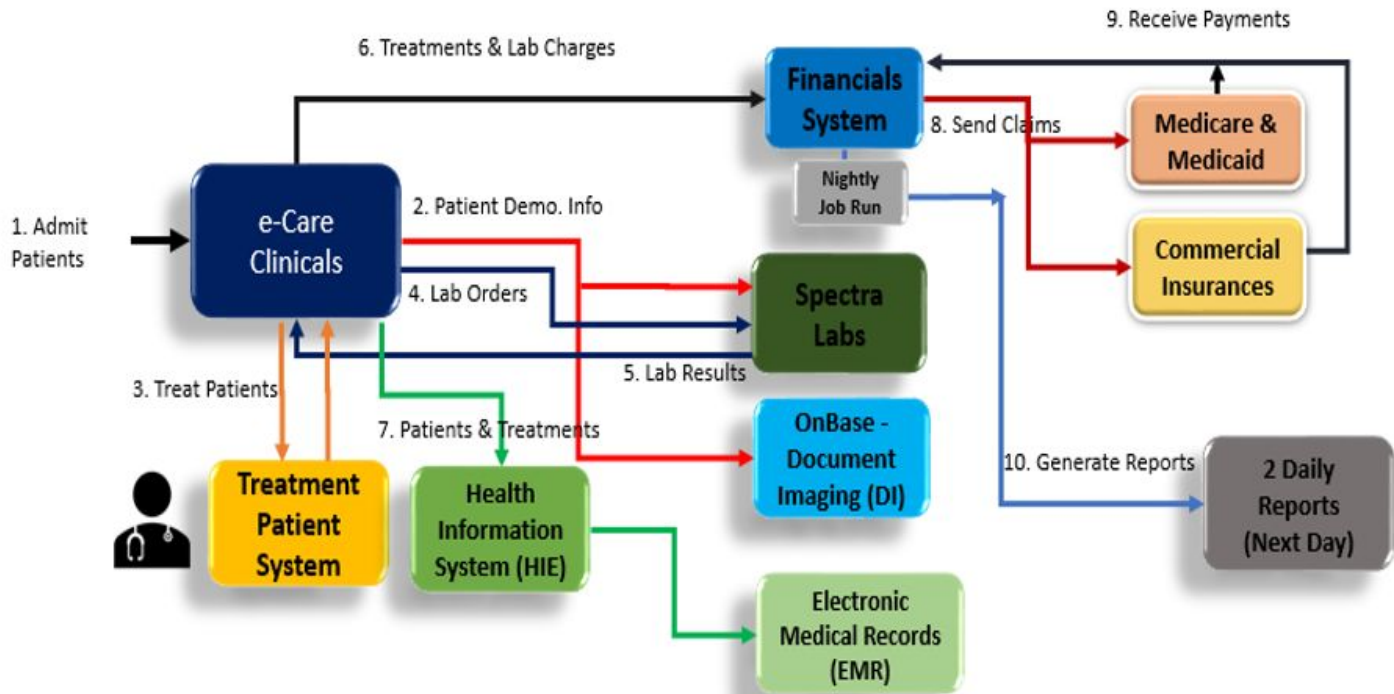 9. Receive Payments
6. Treatments & Lab Charges
Financials
System
8. Send Claims
Medicare &
Medicaid
Nightly
Job Run
1. Admit
Patients
e-Care
Clinicals
2. Patient Demo. Info
4. Lab Orders
Commercial
Insurances
Spectra
Labs
5. Lab Results
3. Treat Patients
7. Patients & Treatments
OnBase -
Document
Imaging (DI)
10. Generate Reports
2 Daily
Reports
(Next Day)
Treatment
Patient
System
Health
Information
System (HIE)
Electronic
Medical Records
(EMR)